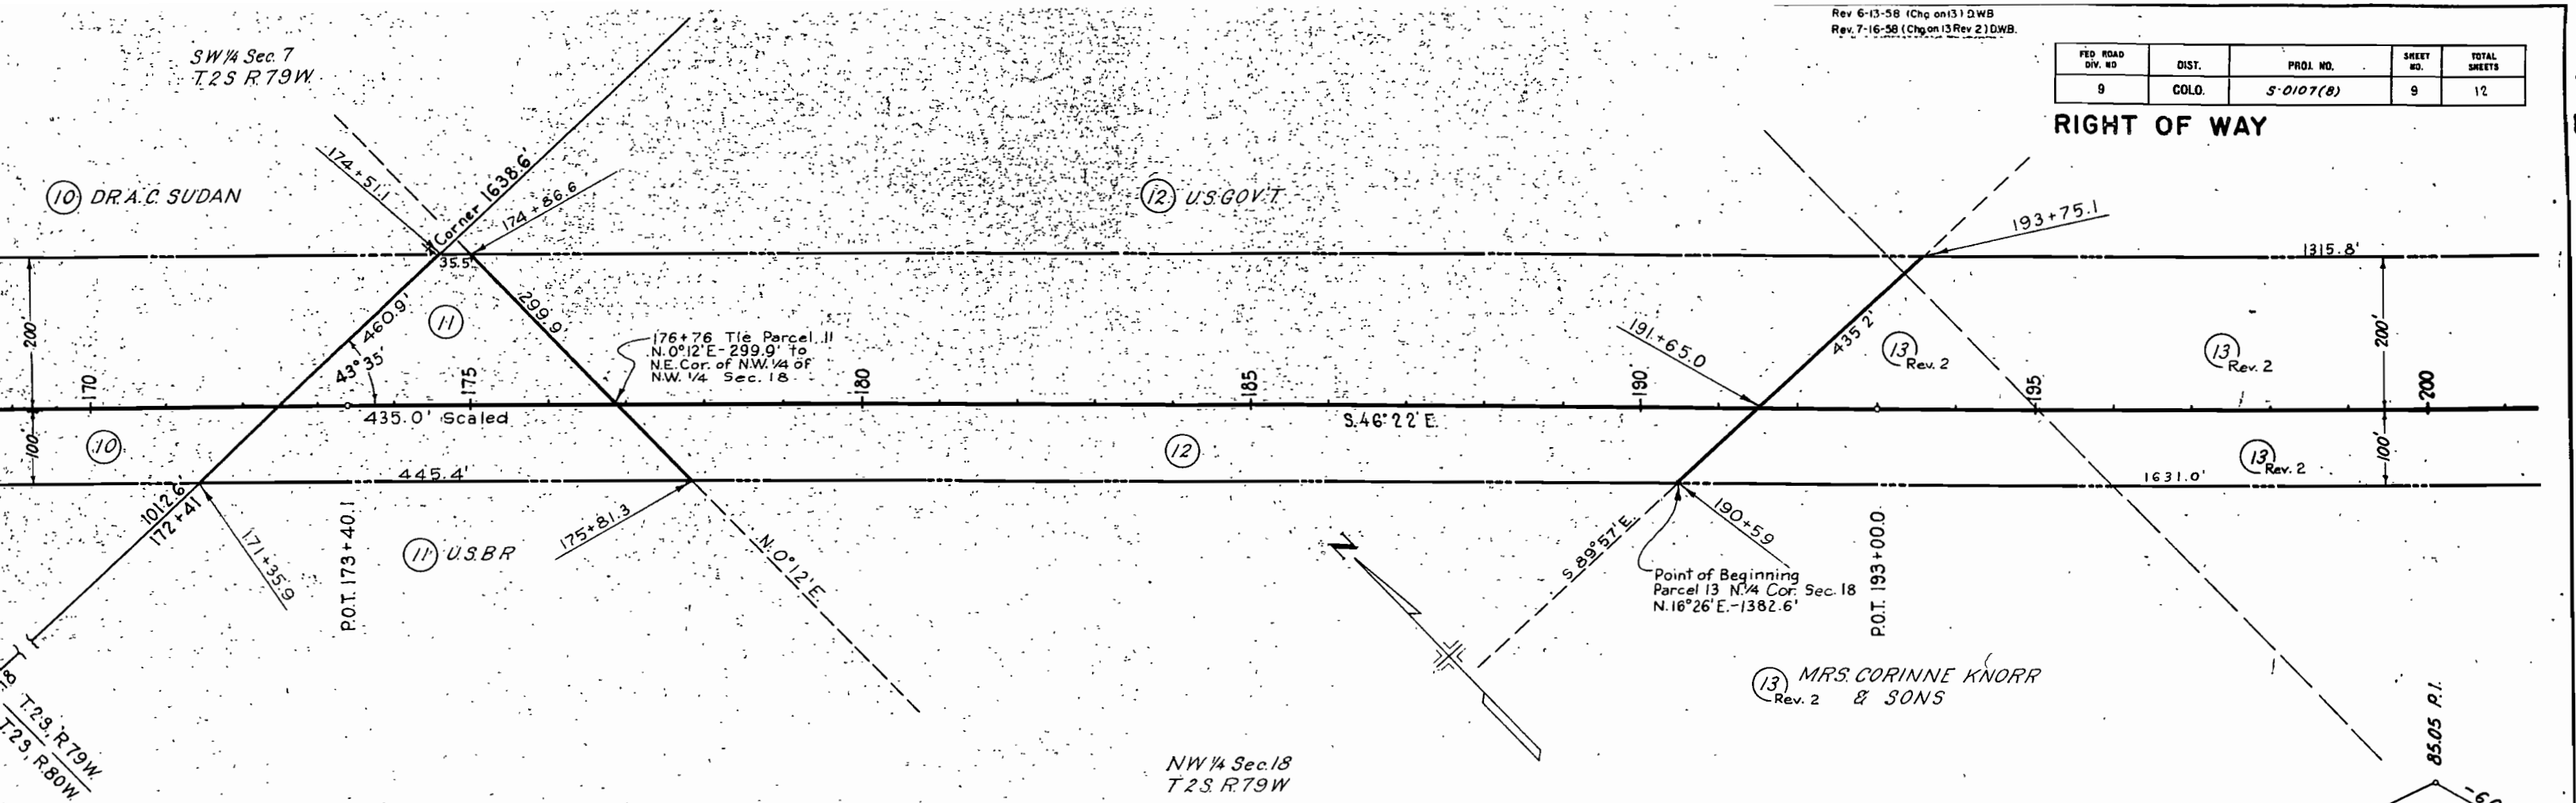 Rev 6-13-58 (Chg on 13) D.W.B
Rev. 7-16-58 (Chg on 13 Rev 2) D.W.B.
FED ROAD DIV. NO
DIST.
PROJ. NO.
SHEET NO.
TOTAL SHEETS
9
COLO.
S-0107(8)
9
12
RIGHT OF WAY
SW 1/4 Sec. 7
T.2S R.79W.
10 DR. A.C. SUDAN
174+51.1
1/4 Corner 1638.6'
174+86.6
12 U.S. GOV'T.
193+75.1
35.5'
1315.8'
200'
460.9'
11
299.9'
43°35'
176+76 Tie Parcel 11
N.0°12'E-299.9' to
N.E. Cor. of N.W. 1/4 of
N.W. 1/4 Sec. 18
191+65.0
435.2'
13 Rev. 2
13 Rev. 2
200'
170
175
180
185
190
195
200
435.0' Scaled
S.46°22'E.
100'
10
12
13 Rev. 2
100'
445.4'
1631.0'
1012.6'
172+41
171+35.9
P.O.T. 173+40.1
11 U.S.B.R
175+81.3
N.0°12'E.
N
S 89°57'E.
190+5.9
Point of Beginning
Parcel 13 N.1/4 Cor. Sec. 18
N.16°26'E.-1382.6'
P.O.T. 193+00.0
13 Rev. 2 MRS. CORINNE KNORR
& SONS
18
T.2S., R.79W.
T.2S, R.80W.
NW 1/4 Sec. 18
T.2S. R.79W
85.05 P.I.